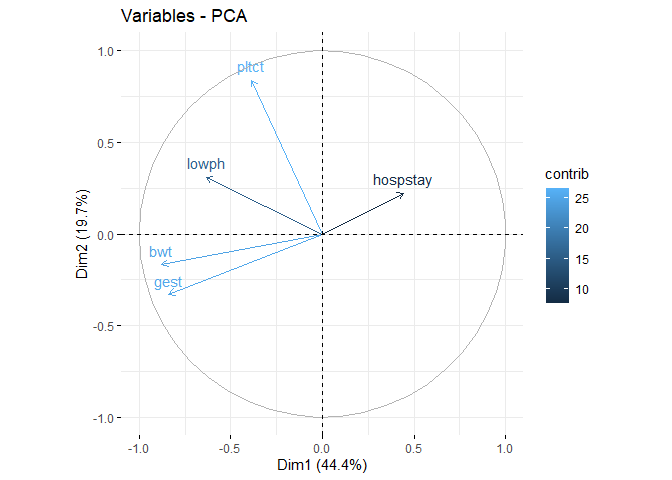 Variables - PCA
1.0
0.5
0.0
-0.5
-1.0
Dim2 (19.7%)
pltct
lowph
hospstay
bwt
gest
-1.0 -0.5 0.0 0.5 1.0
Dim1 (44.4%)
contrib
25
20
15
10